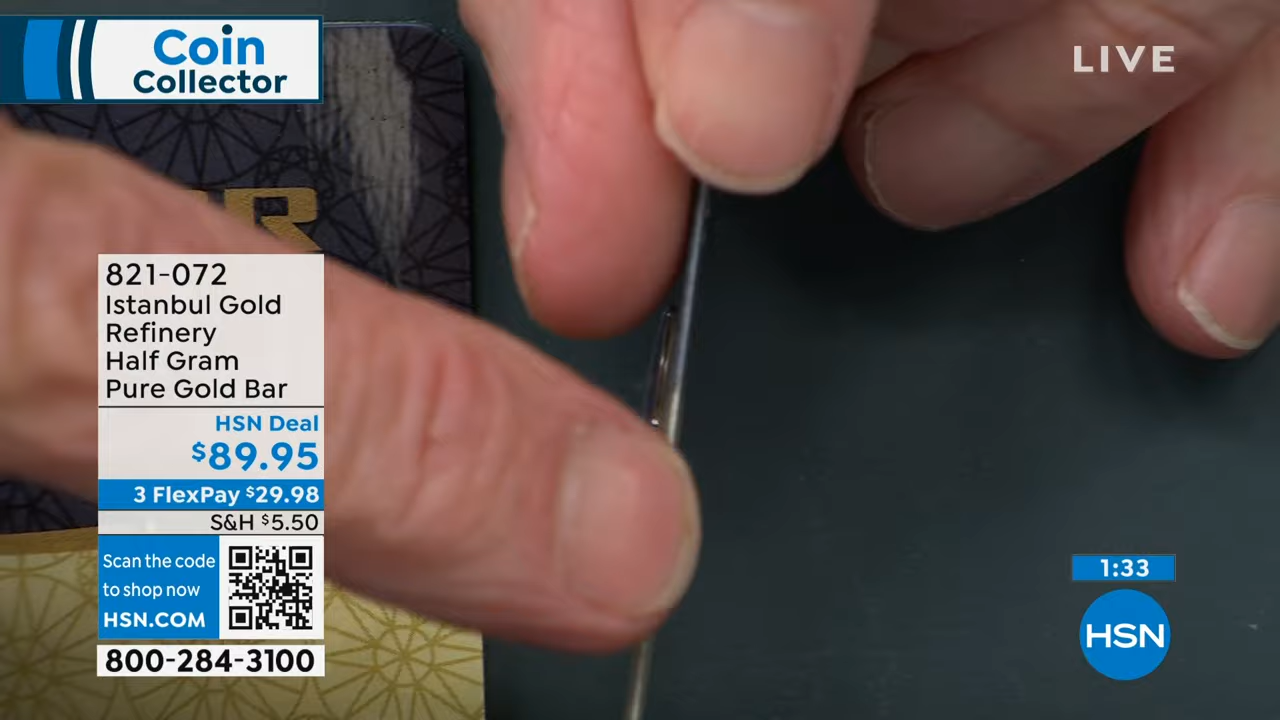 Coin
Collector
LIVE
R
821-072
Istanbul Gold
Refinery
Half Gram
Pure Gold Bar
HSN Deal
$89.95
3 FlexPay $29.98
S&H $5.50
Scan the code
to shop now
HSN.COM
800-284-3100
1:33
HSN